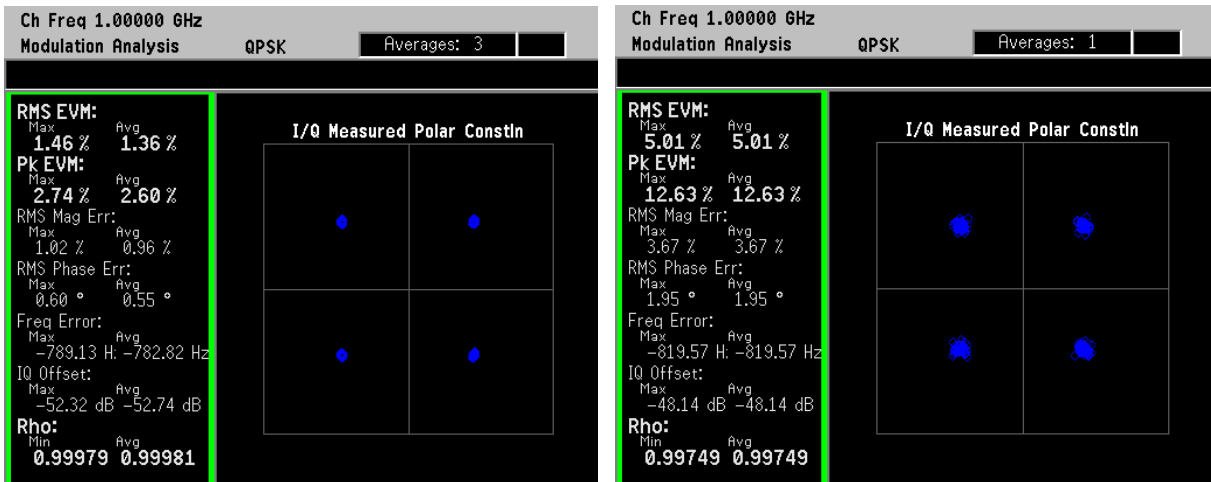 Ch Freq 1.00000 GHz
Modulation Analysis QPSK Averages: 3
RMS EVM:
Max Avg
1.46 % 1.36 %
Pk EVM:
Max Avg
2.74 % 2.60 %
RMS Mag Err:
Max Avg
1.02 % 0.96 %
RMS Phase Err:
Max Avg
0.60 ° 0.55 °
Freq Error:
Max Avg
-789.13 H: -782.82 Hz
IQ Offset:
Max Avg
-52.32 dB -52.74 dB
Rho:
Min Avg
0.99979 0.99981
I/Q Measured Polar Constln
Ch Freq 1.00000 GHz
Modulation Analysis QPSK Averages: 1
RMS EVM:
Max Avg
5.01 % 5.01 %
Pk EVM:
Max Avg
12.63 % 12.63 %
RMS Mag Err:
Max Avg
3.67 % 3.67 %
RMS Phase Err:
Max Avg
1.95 ° 1.95 °
Freq Error:
Max Avg
-819.57 H: -819.57 Hz
IQ Offset:
Max Avg
-48.14 dB -48.14 dB
Rho:
Min Avg
0.99749 0.99749
I/Q Measured Polar Constln